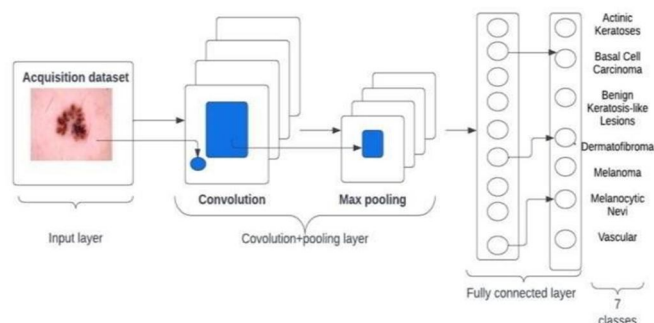 Acquisition dataset
Convolution
Max pooling
Input layer
Covolution+pooling layer
Fully connected layer
Actinic
Keratoses
Basal Cell
Carcinoma
Benign
Keratosis-like
Lesions
Dermatofibroma
Melanoma
Melanocytic
Nevi
Vascular
7
classes